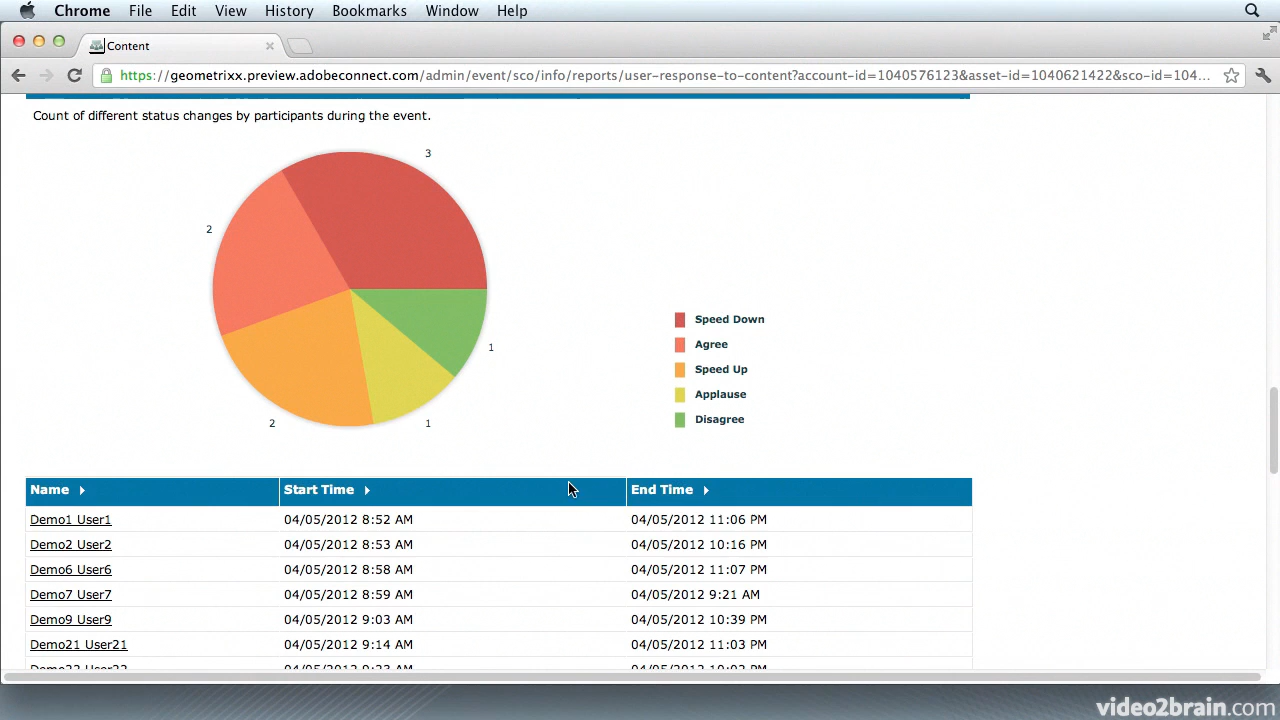 Chrome File Edit View History Bookmarks Window Help
Content
https://geometrixx.preview.adobeconnect.com/admin/event/sco/info/reports/user-response-to-content?account-id=1040576123&asset-id=1040621422&sco-id=104...
Count of different status changes by participants during the event.
3
2
1
2
1
Speed Down
Agree
Speed Up
Applause
Disagree
Name Start Time End Time
Demo1 User1 04/05/2012 8:52 AM 04/05/2012 11:06 PM
Demo2 User2 04/05/2012 8:53 AM 04/05/2012 10:16 PM
Demo6 User6 04/05/2012 8:58 AM 04/05/2012 11:07 PM
Demo7 User7 04/05/2012 8:59 AM 04/05/2012 9:21 AM
Demo9 User9 04/05/2012 9:03 AM 04/05/2012 10:39 PM
Demo21 User21 04/05/2012 9:14 AM 04/05/2012 11:03 PM
video2brain.com